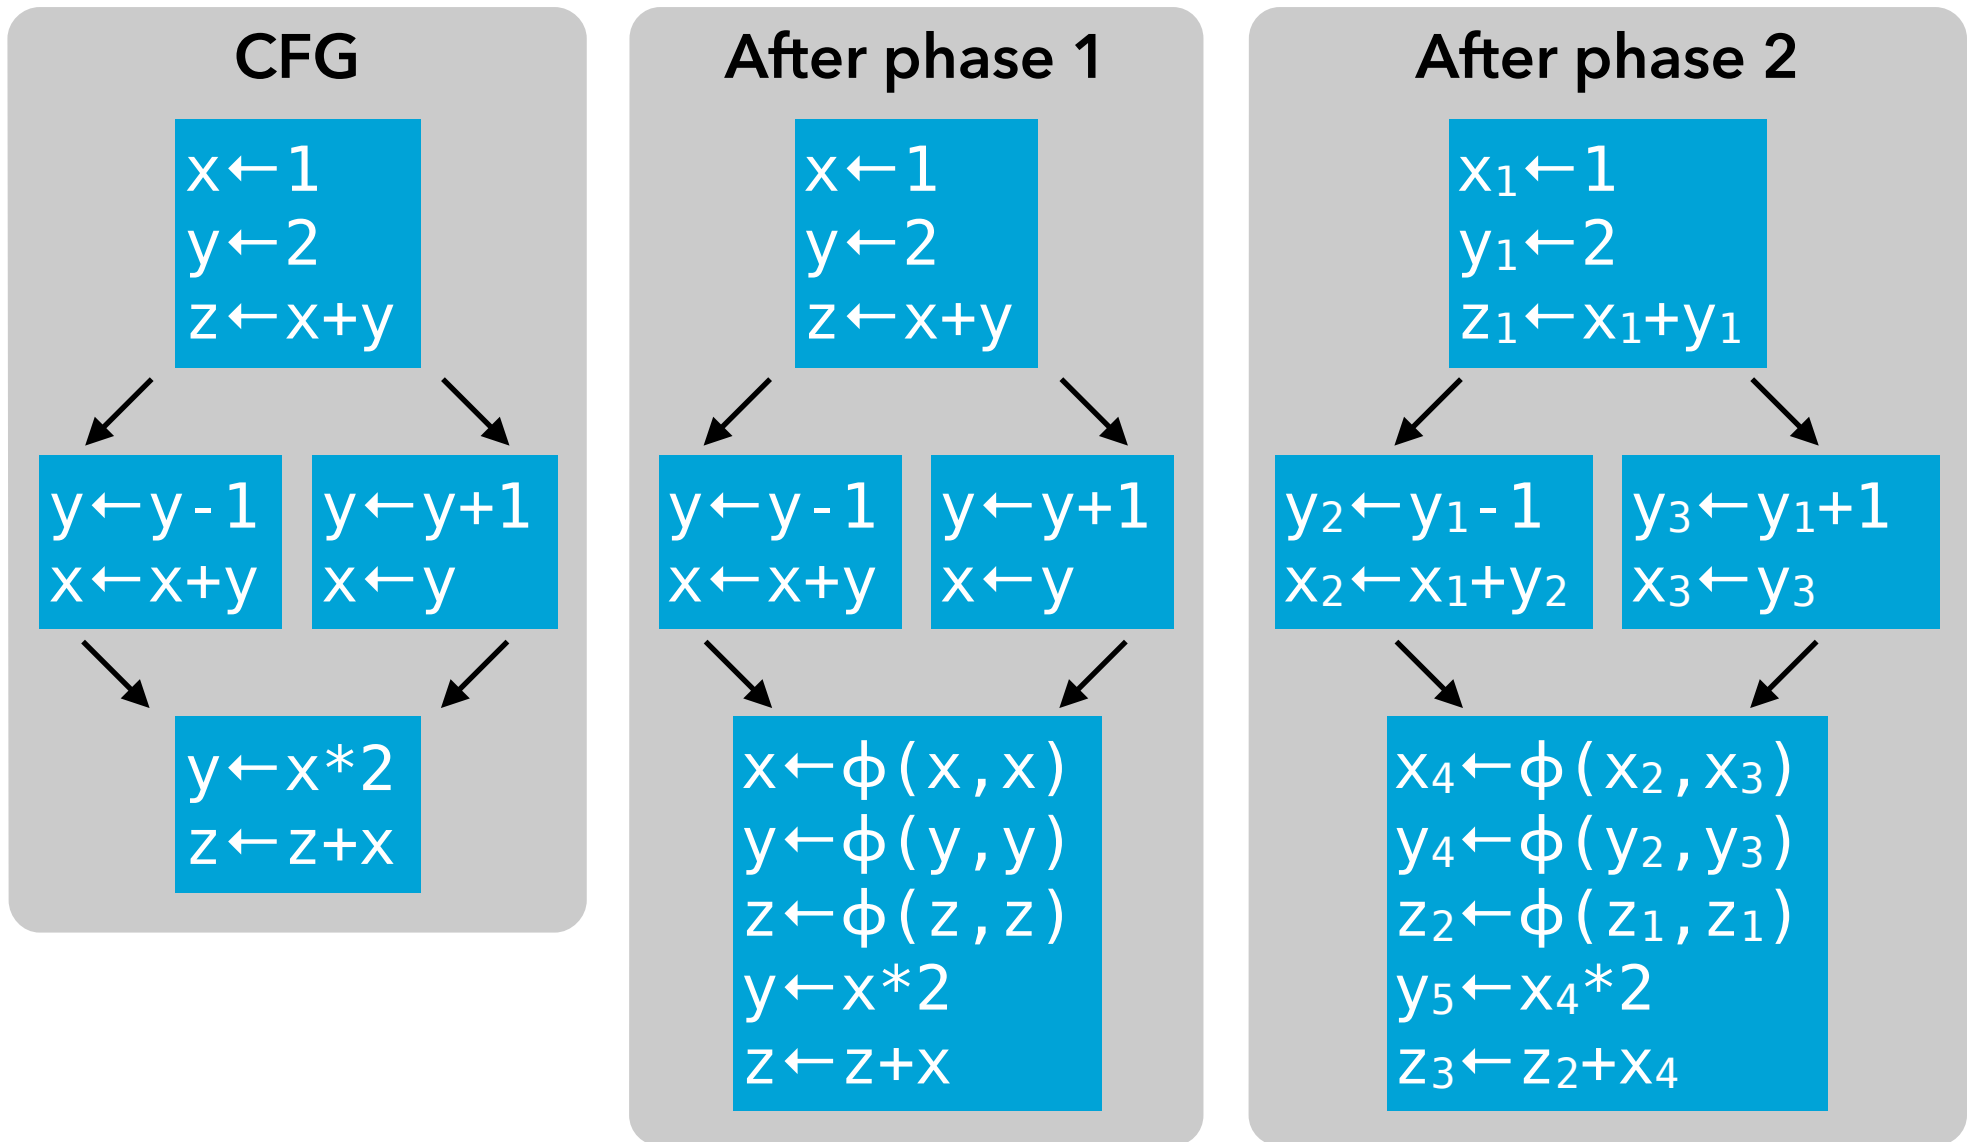 CFG
x←1
y←2
z←x+y
y←y-1
x←x+y
y←y+1
x←y
y←x*2
z←z+x
After phase 1
x←1
y←2
z←x+y
y←y-1
x←x+y
y←y+1
x←y
x←ϕ(x,x)
y←ϕ(y,y)
z←ϕ(z,z)
y←x*2
z←z+x
After phase 2
x₁←1
y₁←2
z₁←x₁+y₁
y₂←y₁-1
x₂←x₁+y₂
y₃←y₁+1
x₃←y₃
x₄←ϕ(x₂,x₃)
y₄←ϕ(y₂,y₃)
z₂←ϕ(z₁,z₁)
y₅←x₄*2
z₃←z₂+x₄